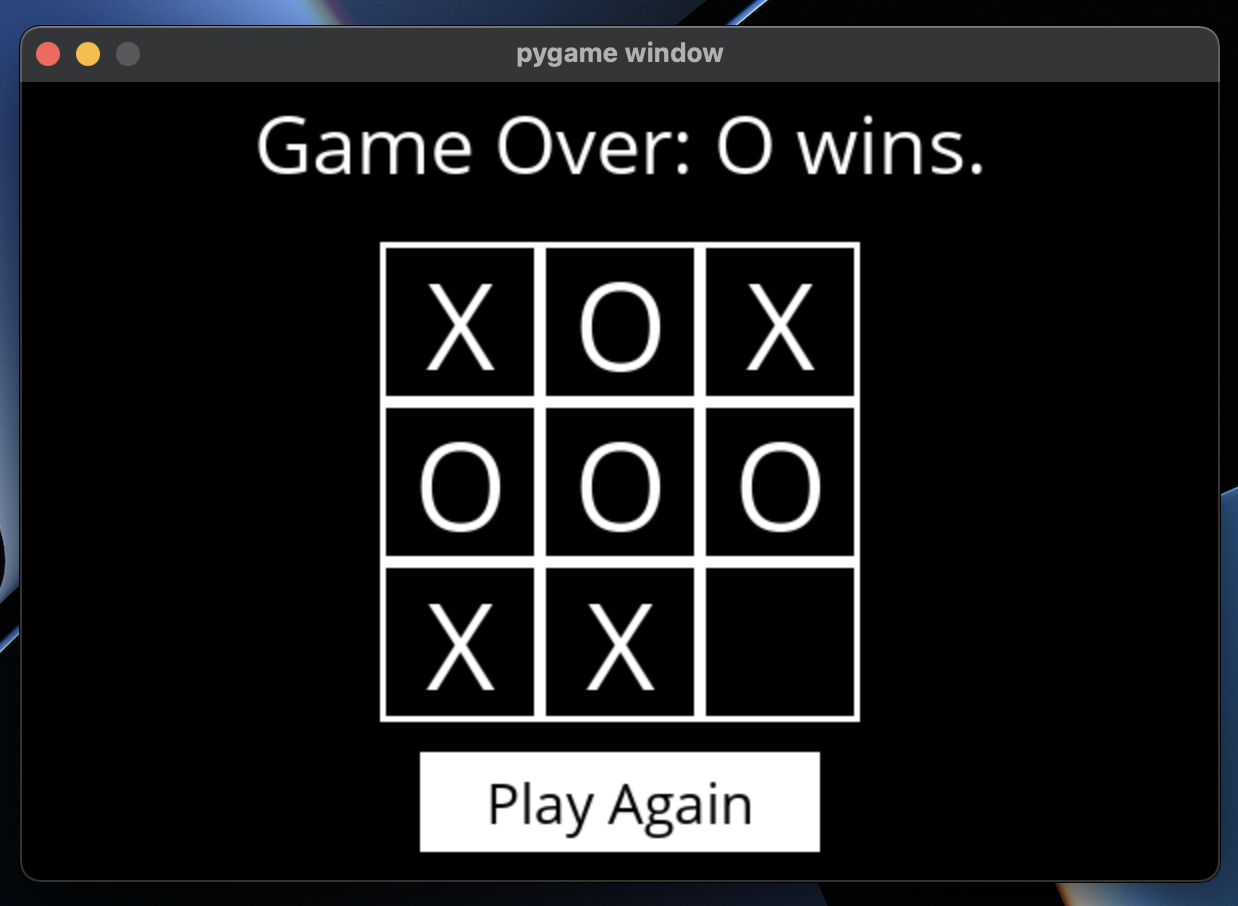 pygame window
Game Over: O wins.
X O X
O O O
X X
Play Again